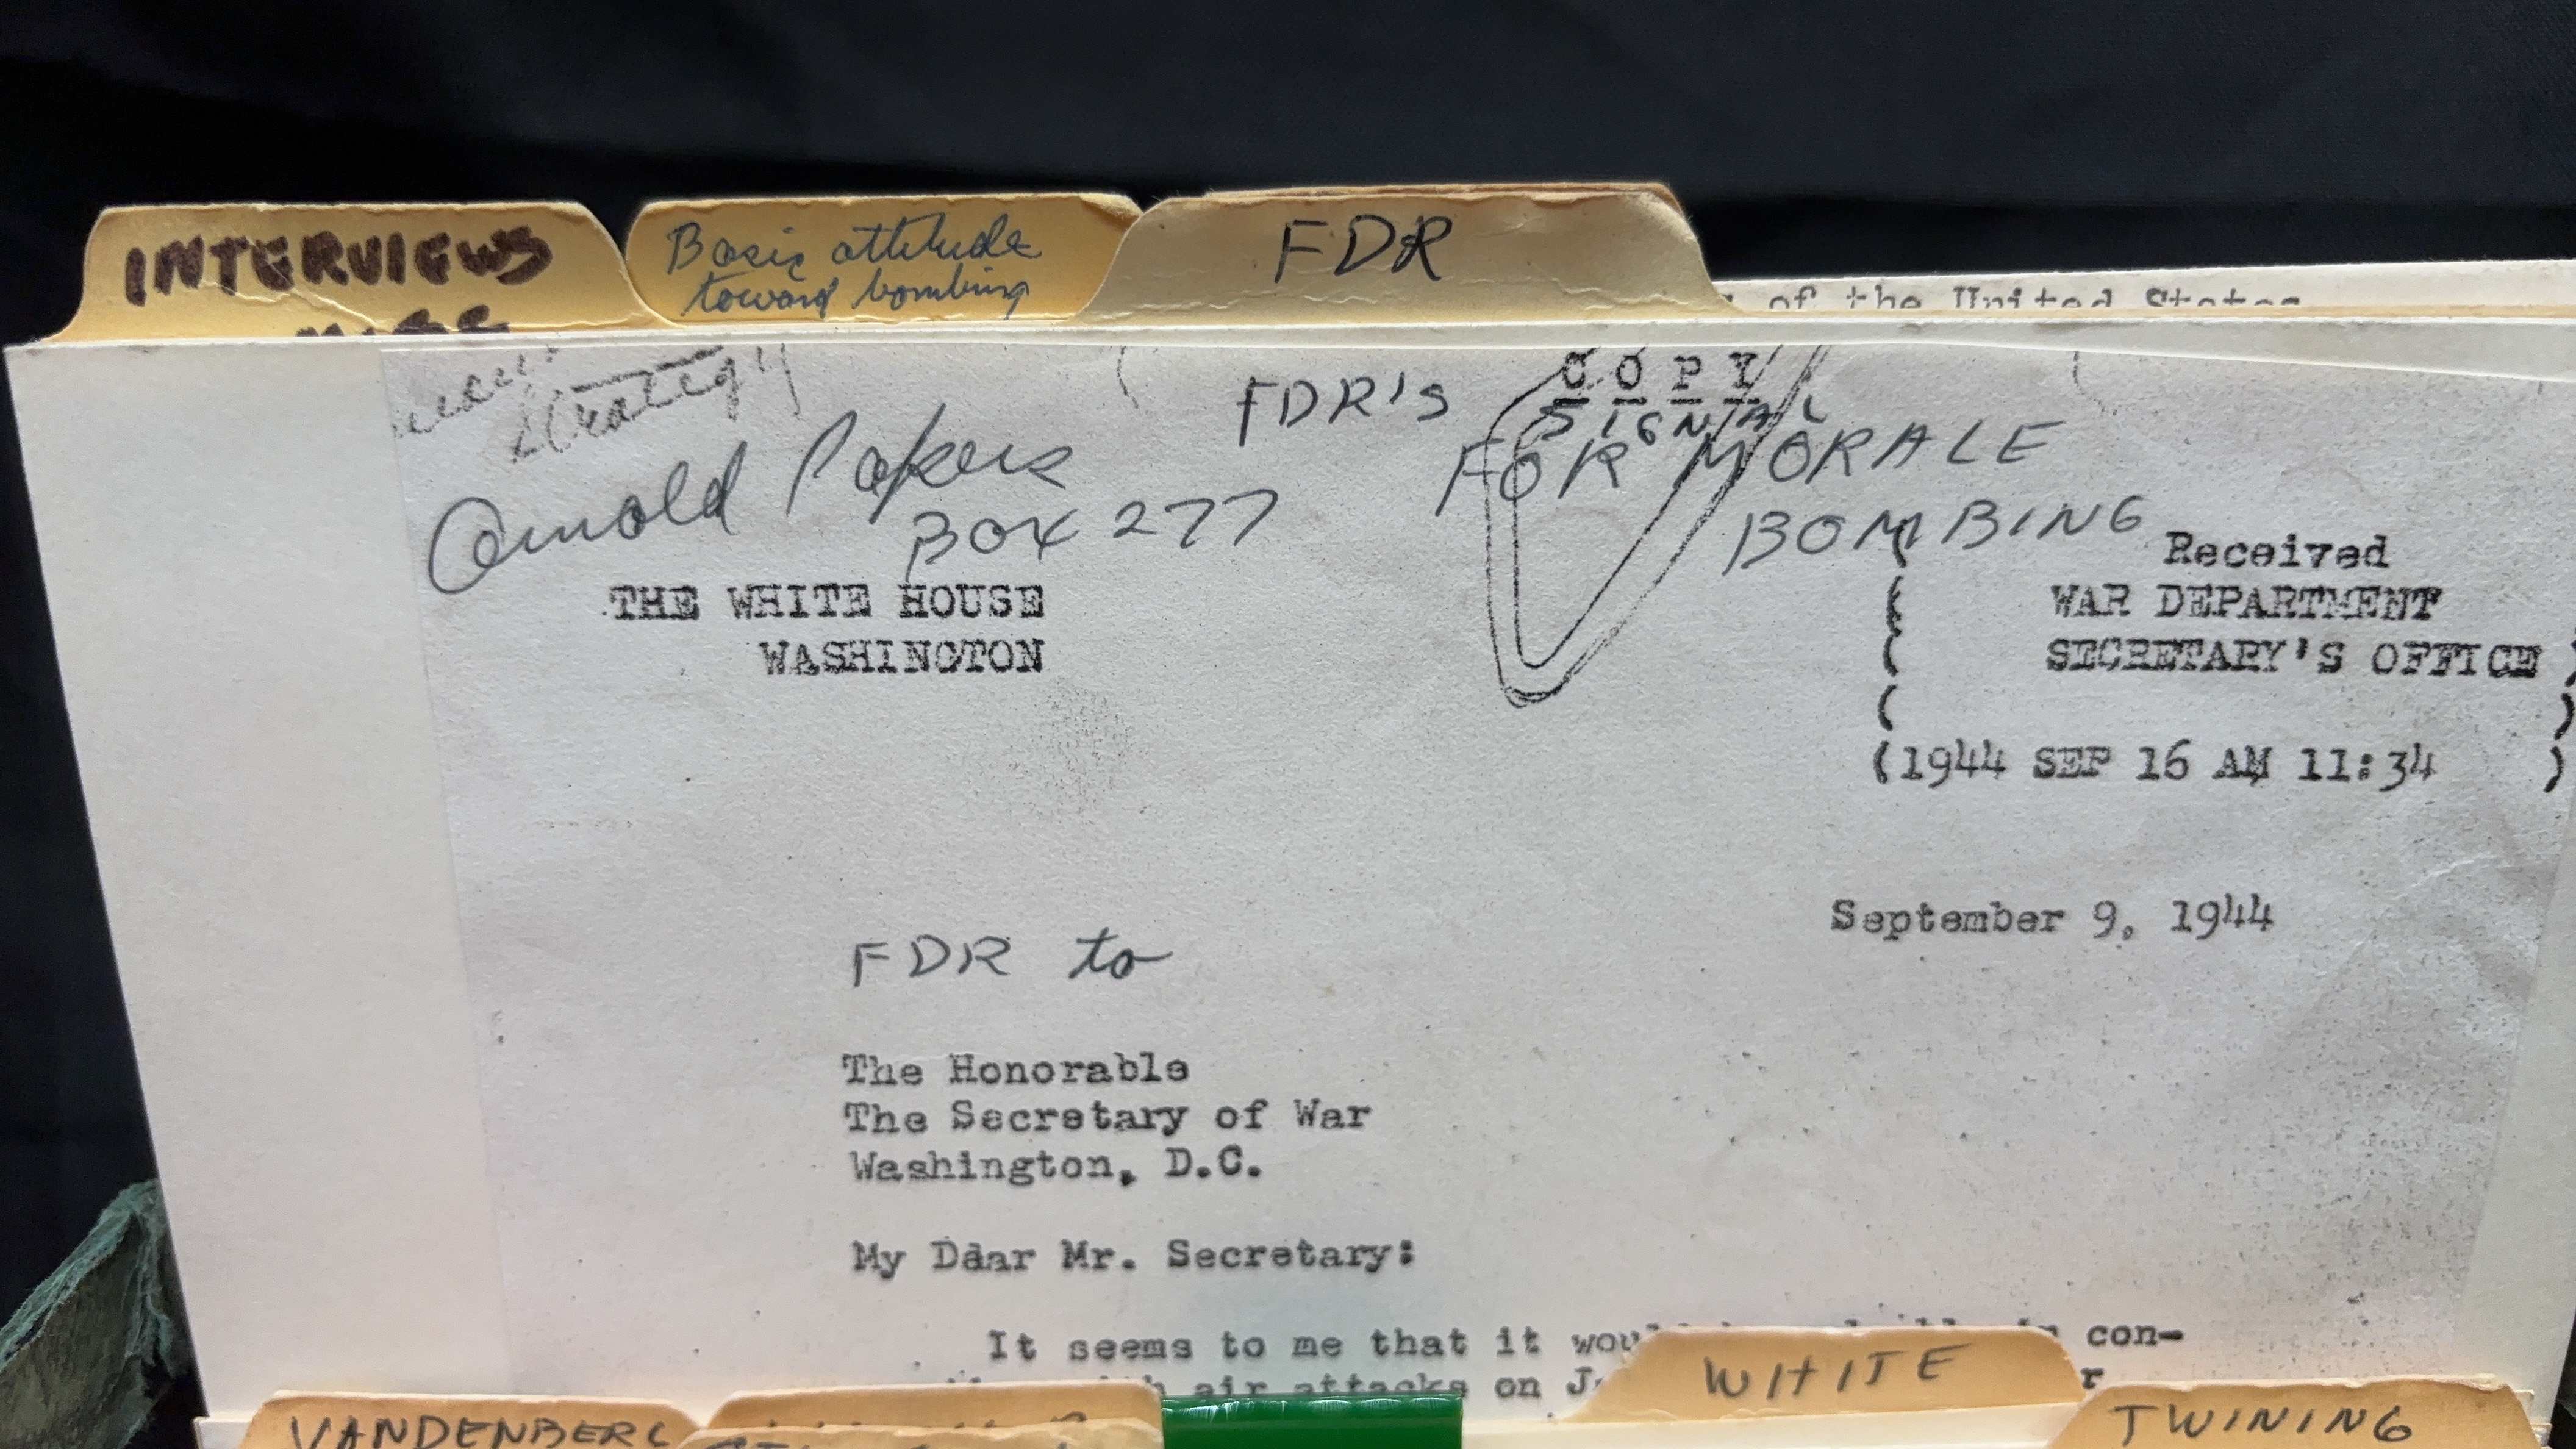 INTERVIEWS
Basic attitude
toward bombing
FDR
of the United States
strategy
Arnold Papers
BOX 277
FDR'S
COPY
SIGNAL
FOR MORALE
BOMBING
THE WHITE HOUSE
WASHINGTON
Received
WAR DEPARTMENT
SECRETARY'S OFFICE
(1944 SEP 16 AM 11:34 )
September 9, 1944
FDR to
The Honorable
The Secretary of War
Washington, D.C.
My Daar Mr. Secretary:
It seems to me that it con-
air attacks on
WHITE
VANDENBERG
TWINING